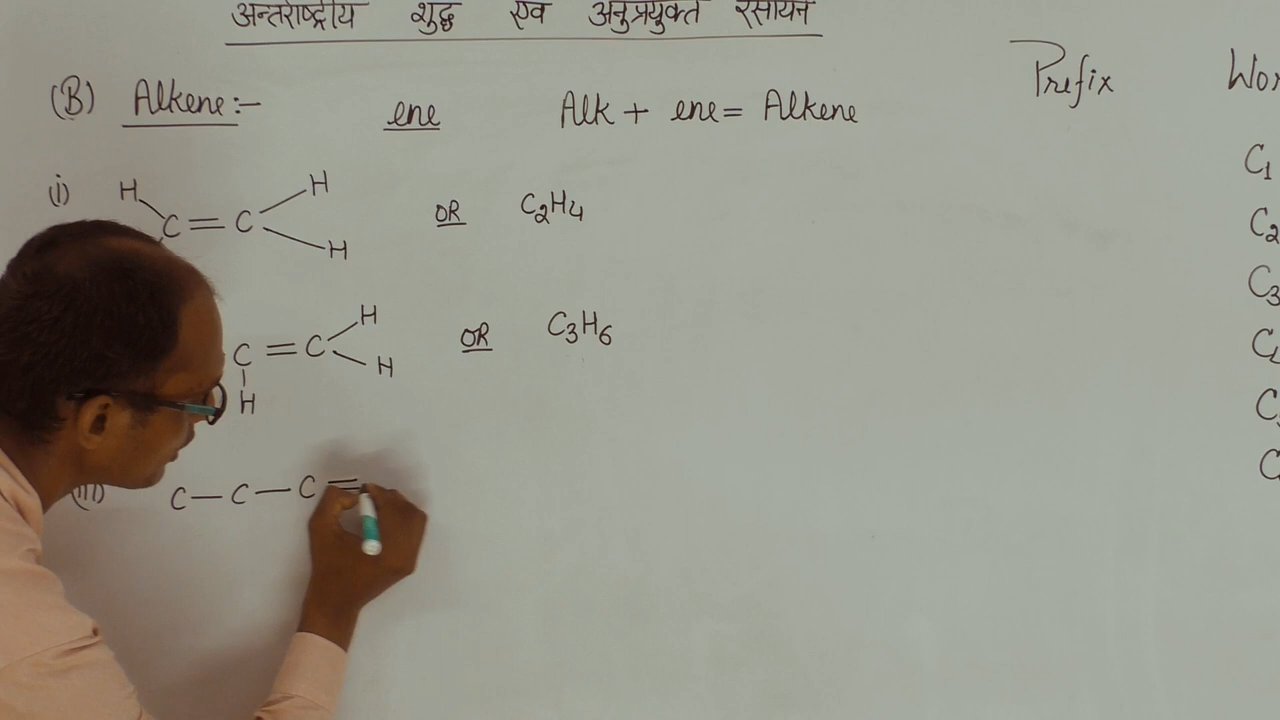 अन्तर्राष्ट्रीय शुद्ध एव अनुप्रयुक्त रसायन
(B) Alkene:- ene Alk + ene = Alkene Prefix
(i) H H
C = C OR C2H4 C1
H C2
H C3
C = C OR C3H6
H H
(iii) C - C - C =